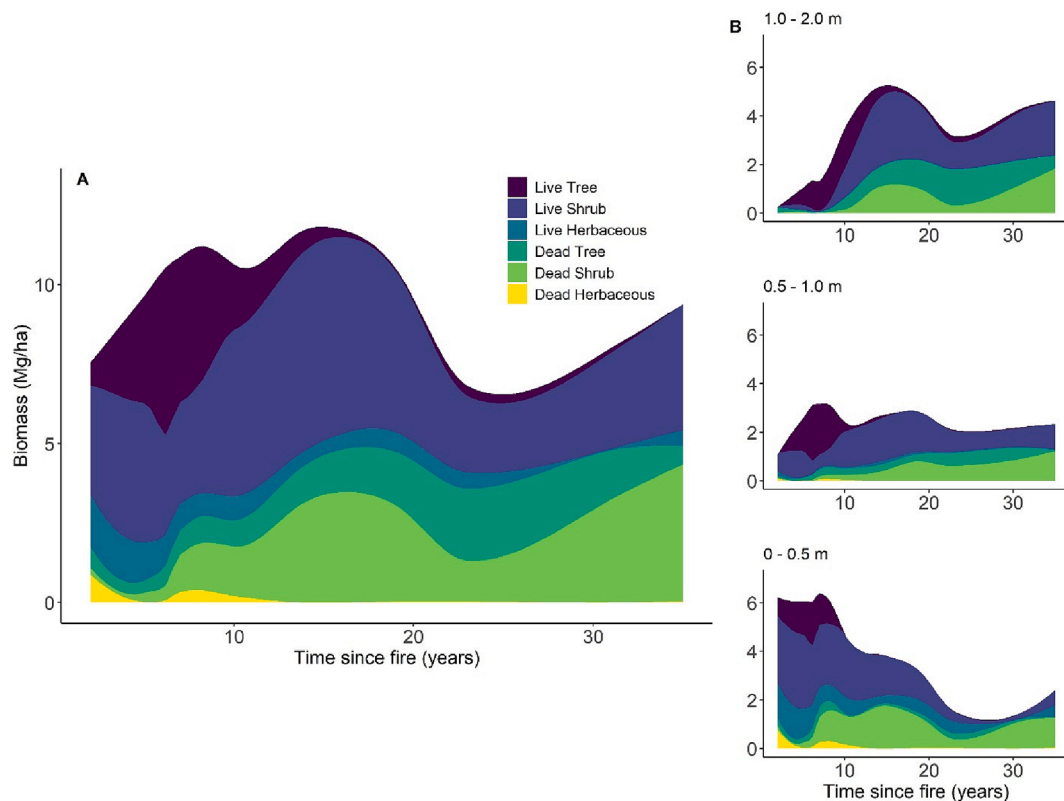 A
Live Tree
Live Shrub
Live Herbaceous
Dead Tree
Dead Shrub
Dead Herbaceous
Biomass (Mg/ha)
10
5
0
10 20 30
Time since fire (years)
B
1.0 - 2.0 m
6
4
2
0
10 20 30
0.5 - 1.0 m
6
4
2
0
10 20 30
0 - 0.5 m
6
4
2
0
10 20 30
Time since fire (years)